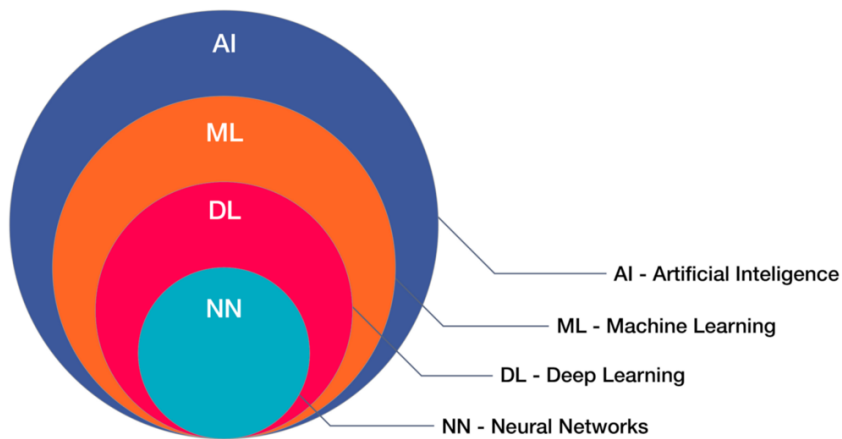 AI
ML
DL
NN
AI - Artificial Inteligence
ML - Machine Learning
DL - Deep Learning
NN - Neural Networks